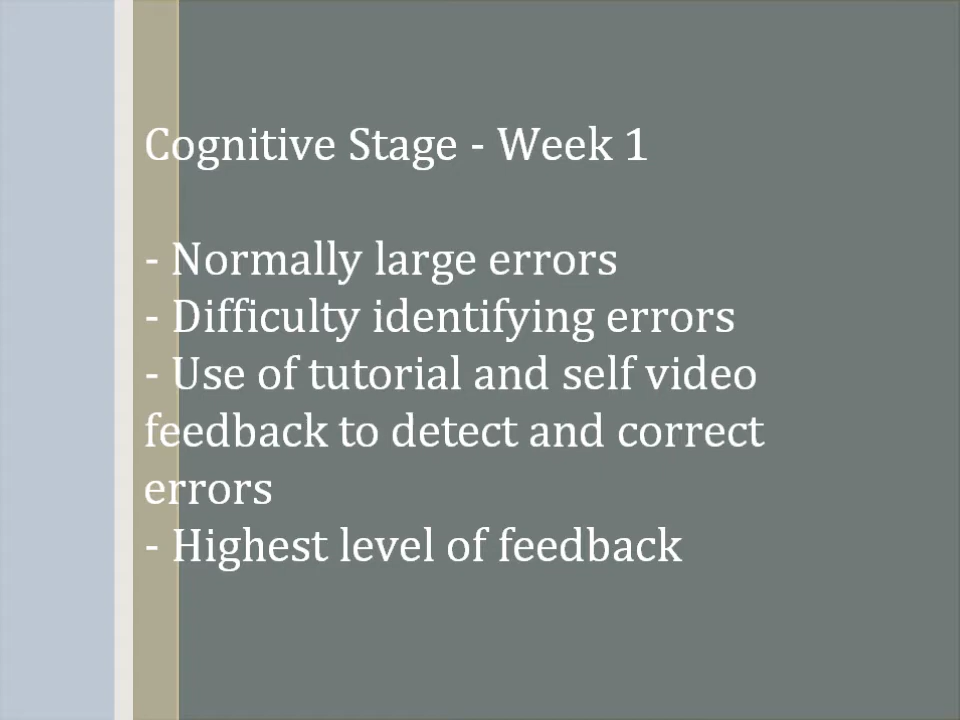 Cognitive Stage - Week 1
- Normally large errors
- Difficulty identifying errors
- Use of tutorial and self video
feedback to detect and correct
errors
- Highest level of feedback